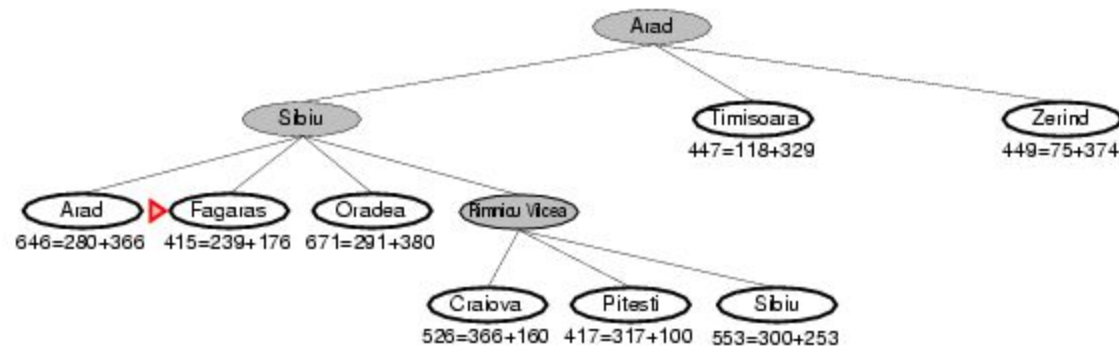 Arad
Sibiu
Timisoara
Zerind
447=118+329
449=75+374
Arad
Fagaras
Oradea
Rimnicu Vilcea
646=280+366
415=239+176
671=291+380
Craiova
Pitesti
Sibiu
526=366+160
417=317+100
553=300+253